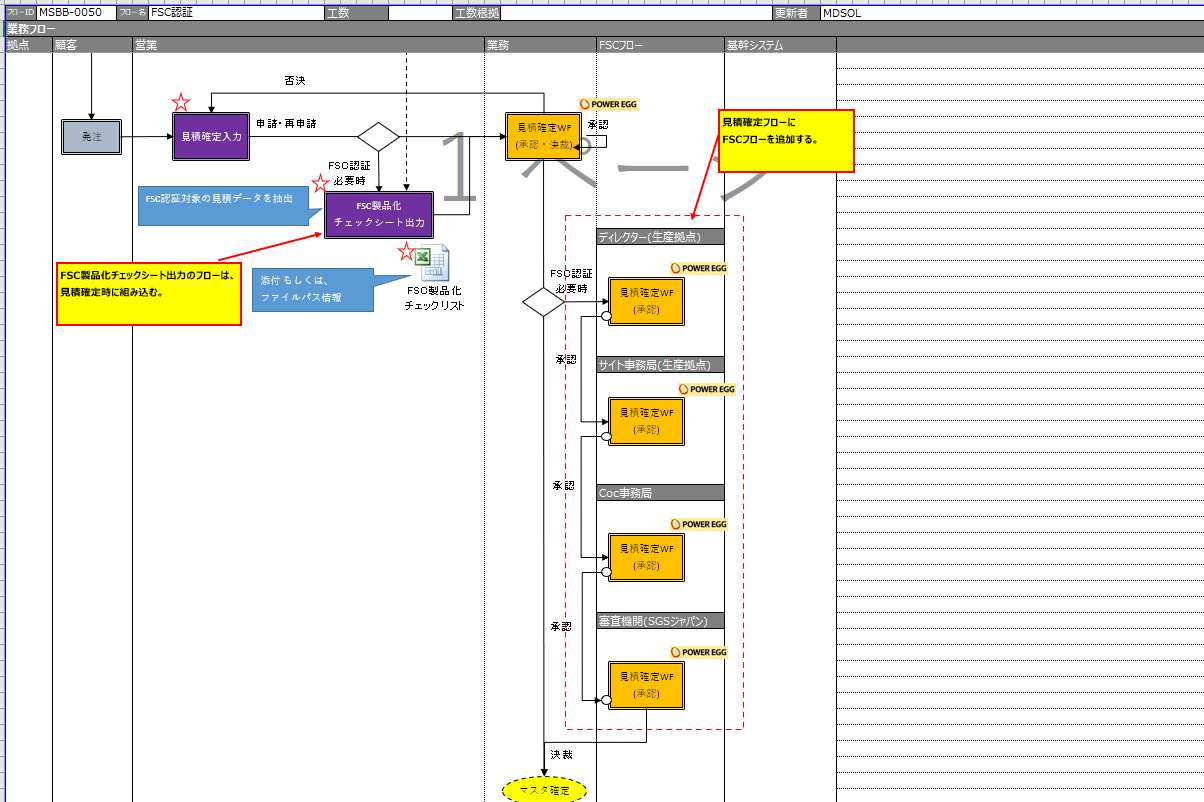 フローID MSBB-0050 フロー名 FSC認証 工数 工数根拠 更新者 MDSOL
業務フロー
拠点 顧客 営業 業務 FSCフロー 基幹システム
否決
POWER EGG
発注
見積確定入力
申請・再申請
見積確定WF
(承認・決裁)
承認
見積確定フローに
FSCフローを追加する。
1 ページ
FSC認証
必要時
FSC認証対象の見積データを抽出
FSC製品化
チェックシート出力
FSC製品化チェックシート出力のフローは、
見積確定時に組み込む。
添付 もしくは、
ファイルパス情報
FSC製品化
チェックリスト
ディレクター(生産拠点)
POWER EGG
FSC認証
必要時
見積確定WF
(承認)
承認
サイト事務局(生産拠点)
POWER EGG
見積確定WF
(承認)
承認
Coc事務局
POWER EGG
見積確定WF
(承認)
承認
審査機関(SGSジャパン)
POWER EGG
見積確定WF
(承認)
決裁
マスタ確定